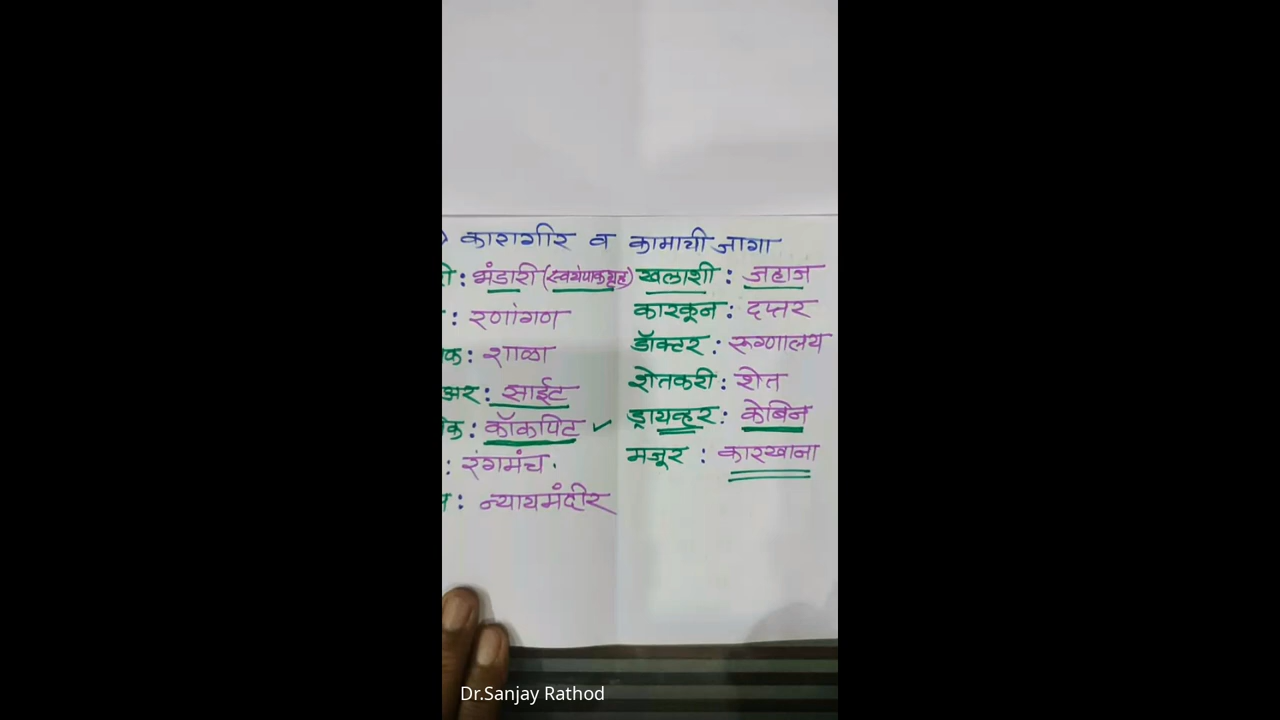 कारागीर व कामाची जागा
री : भंडारी (स्वयंपाकगृह)
: रणांगण
क : शाळा
अर : साईट
क : कॉकपिट ✓
: रंगमंच.
: न्यायमंदीर
खलाशी : जहाज
कारकून : दप्तर
डॉक्टर : रूग्णालय
शेतकरी : शेत
ड्रायव्हर : केबिन
मजूर : कारखाना
Dr.Sanjay Rathod